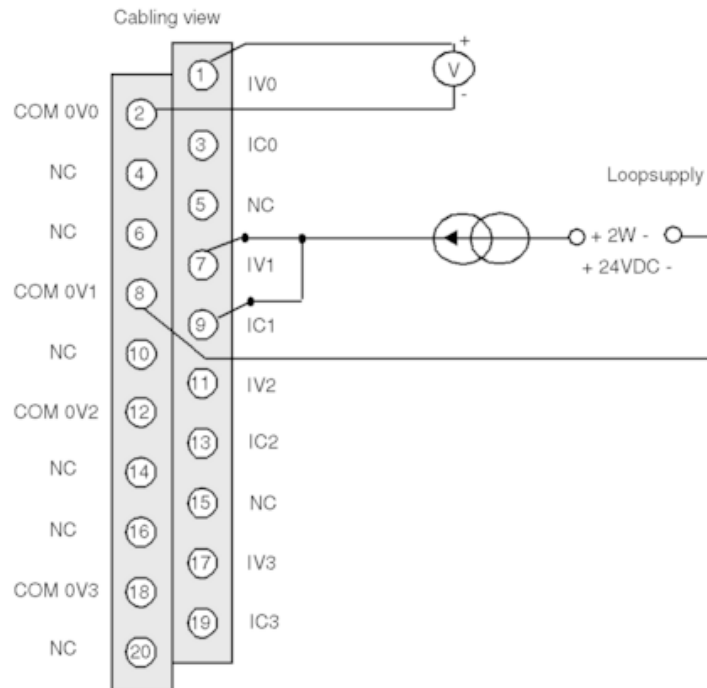 Cabling view
1
+
V
IV0
-
COM 0V0
2
3
IC0
NC
4
Loopsupply
5
NC
NC
6
+ 2W -
7
IV1
+ 24VDC -
COM 0V1
8
9
IC1
NC
10
11
IV2
COM 0V2
12
13
IC2
NC
14
15
NC
NC
16
17
IV3
COM 0V3
18
19
IC3
NC
20